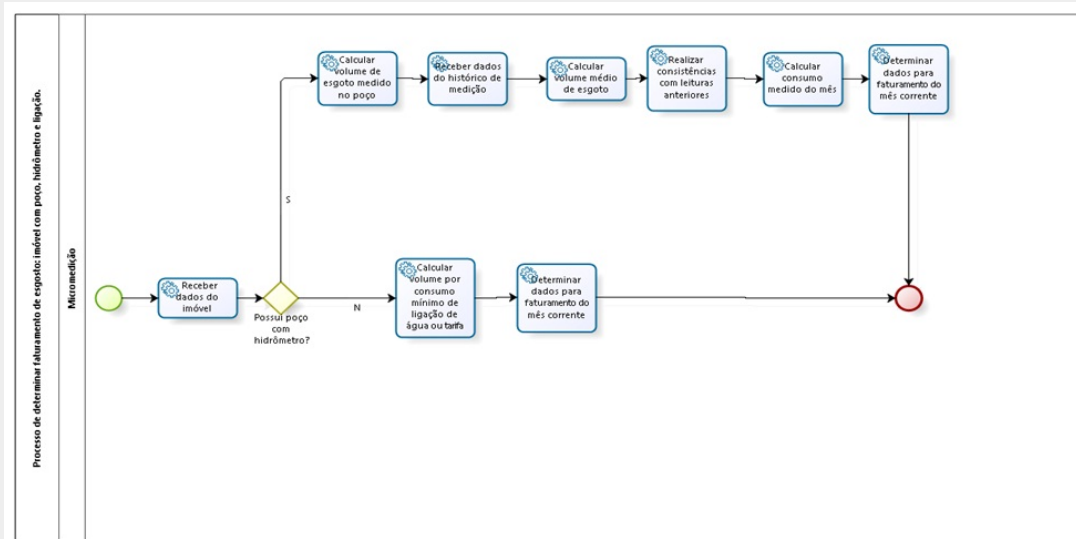 Processo de determinar faturamento de esgoto: imóvel com poço, hidrômetro e ligação.
Micromedição
Calcular
volume de
esgoto medido
no poço
Receber dados
do histórico de
medição
Calcular
volume médio
de esgoto
Realizar
consistências
com leituras
anteriores
Calcular
consumo
medido do mês
Determinar
dados para
faturamento do
mês corrente
S
Receber
dados do
imóvel
Possui poço
com
hidrômetro?
N
Calcular
volume por
consumo
mínimo de
ligação de
água ou tarifa
Determinar
dados para
faturamento do
mês corrente